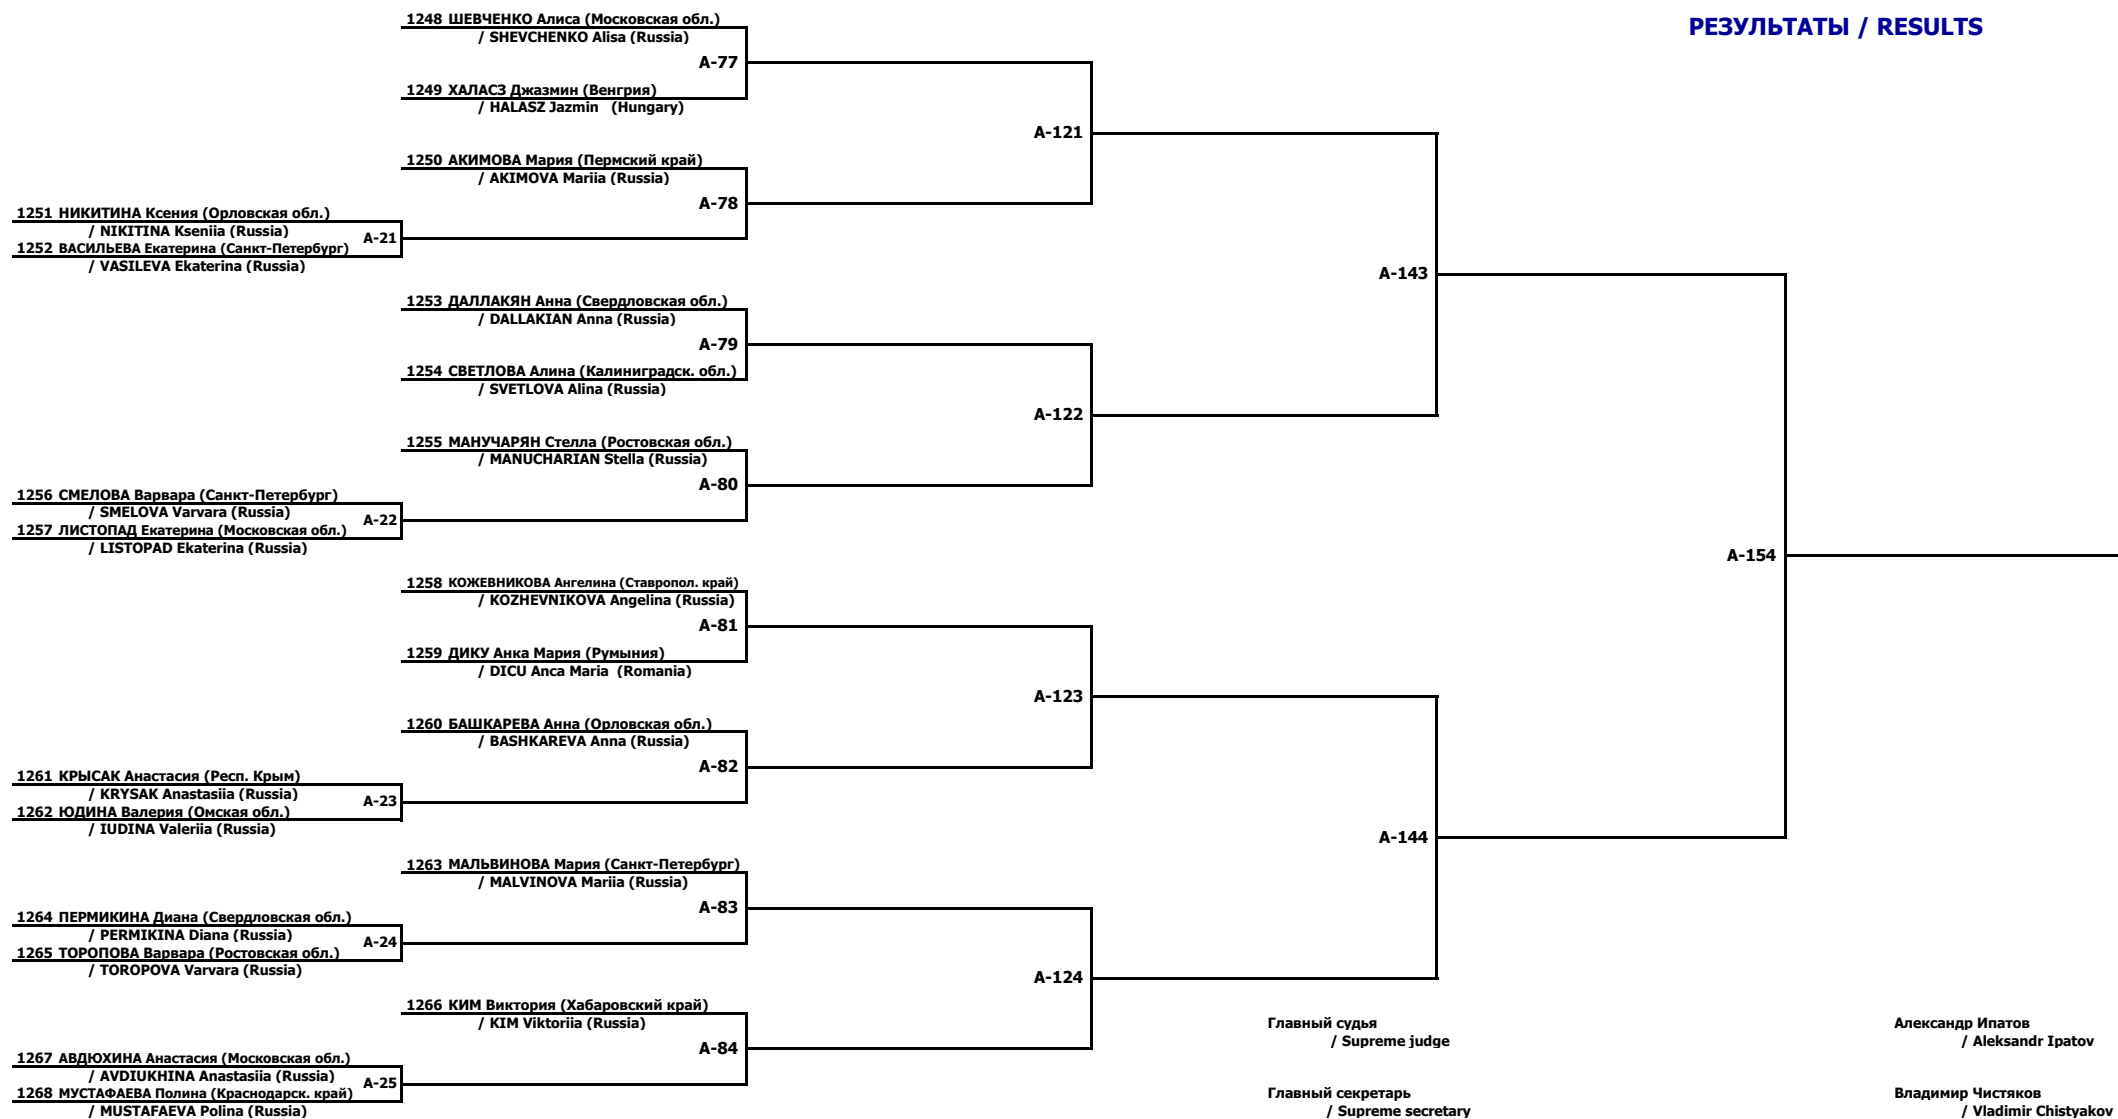 РЕЗУЛЬТАТЫ / RESULTS
1248 ШЕВЧЕНКО Алиса (Московская обл.)
/ SHEVCHENKO Alisa (Russia)
A-77
1249 ХАЛАСЗ Джазмин (Венгрия)
/ HALASZ Jazmin (Hungary)
A-121
1250 АКИМОВА Мария (Пермский край)
/ AKIMOVA Mariia (Russia)
A-78
1251 НИКИТИНА Ксения (Орловская обл.)
/ NIKITINA Kseniia (Russia)
A-21
1252 ВАСИЛЬЕВА Екатерина (Санкт-Петербург)
/ VASILEVA Ekaterina (Russia)
A-143
1253 ДАЛЛАКЯН Анна (Свердловская обл.)
/ DALLAKIAN Anna (Russia)
A-79
1254 СВЕТЛОВА Алина (Калиниградск. обл.)
/ SVETLOVA Alina (Russia)
A-122
1255 МАНУЧАРЯН Стелла (Ростовская обл.)
/ MANUCHARIAN Stella (Russia)
A-80
1256 СМЕЛОВА Варвара (Санкт-Петербург)
/ SMELOVA Varvara (Russia)
A-22
1257 ЛИСТОПАД Екатерина (Московская обл.)
/ LISTOPAD Ekaterina (Russia)
A-154
1258 КОЖЕВНИКОВА Ангелина (Ставропол. край)
/ KOZHEVNIKOVA Angelina (Russia)
A-81
1259 ДИКУ Анка Мария (Румыния)
/ DICU Anca Maria (Romania)
A-123
1260 БАШКАРЕВА Анна (Орловская обл.)
/ BASHKAREVA Anna (Russia)
A-82
1261 КРЫСАК Анастасия (Респ. Крым)
/ KRYSAK Anastasiia (Russia)
A-23
1262 ЮДИНА Валерия (Омская обл.)
/ IUDINA Valeriia (Russia)
A-144
1263 МАЛЬВИНОВА Мария (Санкт-Петербург)
/ MALVINOVA Mariia (Russia)
A-83
1264 ПЕРМИКИНА Диана (Свердловская обл.)
/ PERMIKINA Diana (Russia)
A-24
1265 ТОРОПОВА Варвара (Ростовская обл.)
/ TOROPOVA Varvara (Russia)
A-124
1266 КИМ Виктория (Хабаровский край)
/ KIM Viktoriia (Russia)
A-84
1267 АВДЮХИНА Анастасия (Московская обл.)
/ AVDIUKHINA Anastasiia (Russia)
A-25
1268 МУСТАФАЕВА Полина (Краснодарск. край)
/ MUSTAFAEVA Polina (Russia)
Главный судья
/ Supreme judge
Александр Ипатов
/ Aleksandr Ipatov
Главный секретарь
/ Supreme secretary
Владимир Чистяков
/ Vladimir Chistyakov